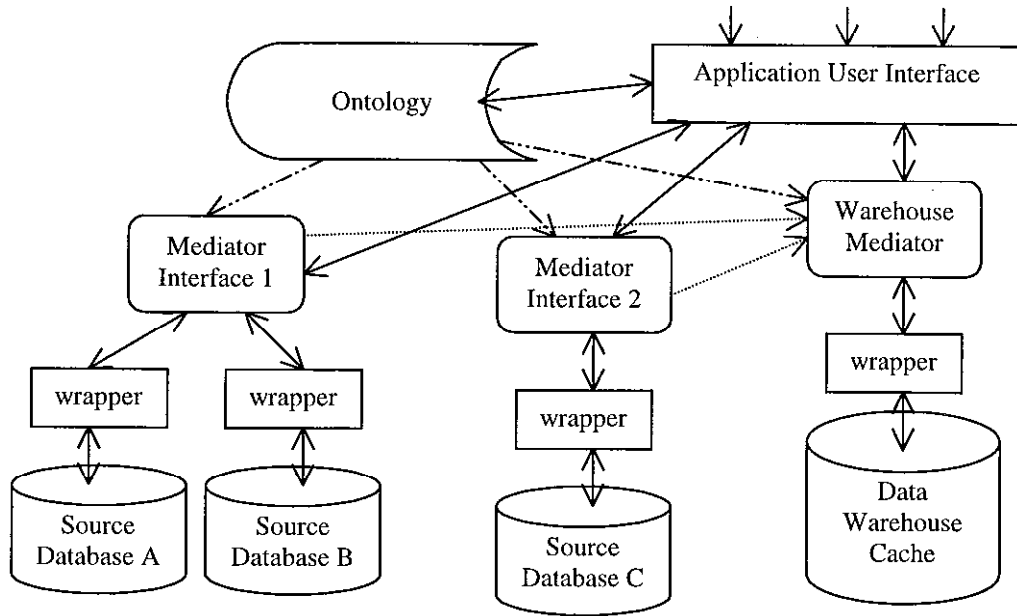 Application User Interface
Ontology
Mediator
Interface 1
Mediator
Interface 2
Warehouse
Mediator
wrapper
wrapper
wrapper
wrapper
Source
Database A
Source
Database B
Source
Database C
Data
Warehouse
Cache